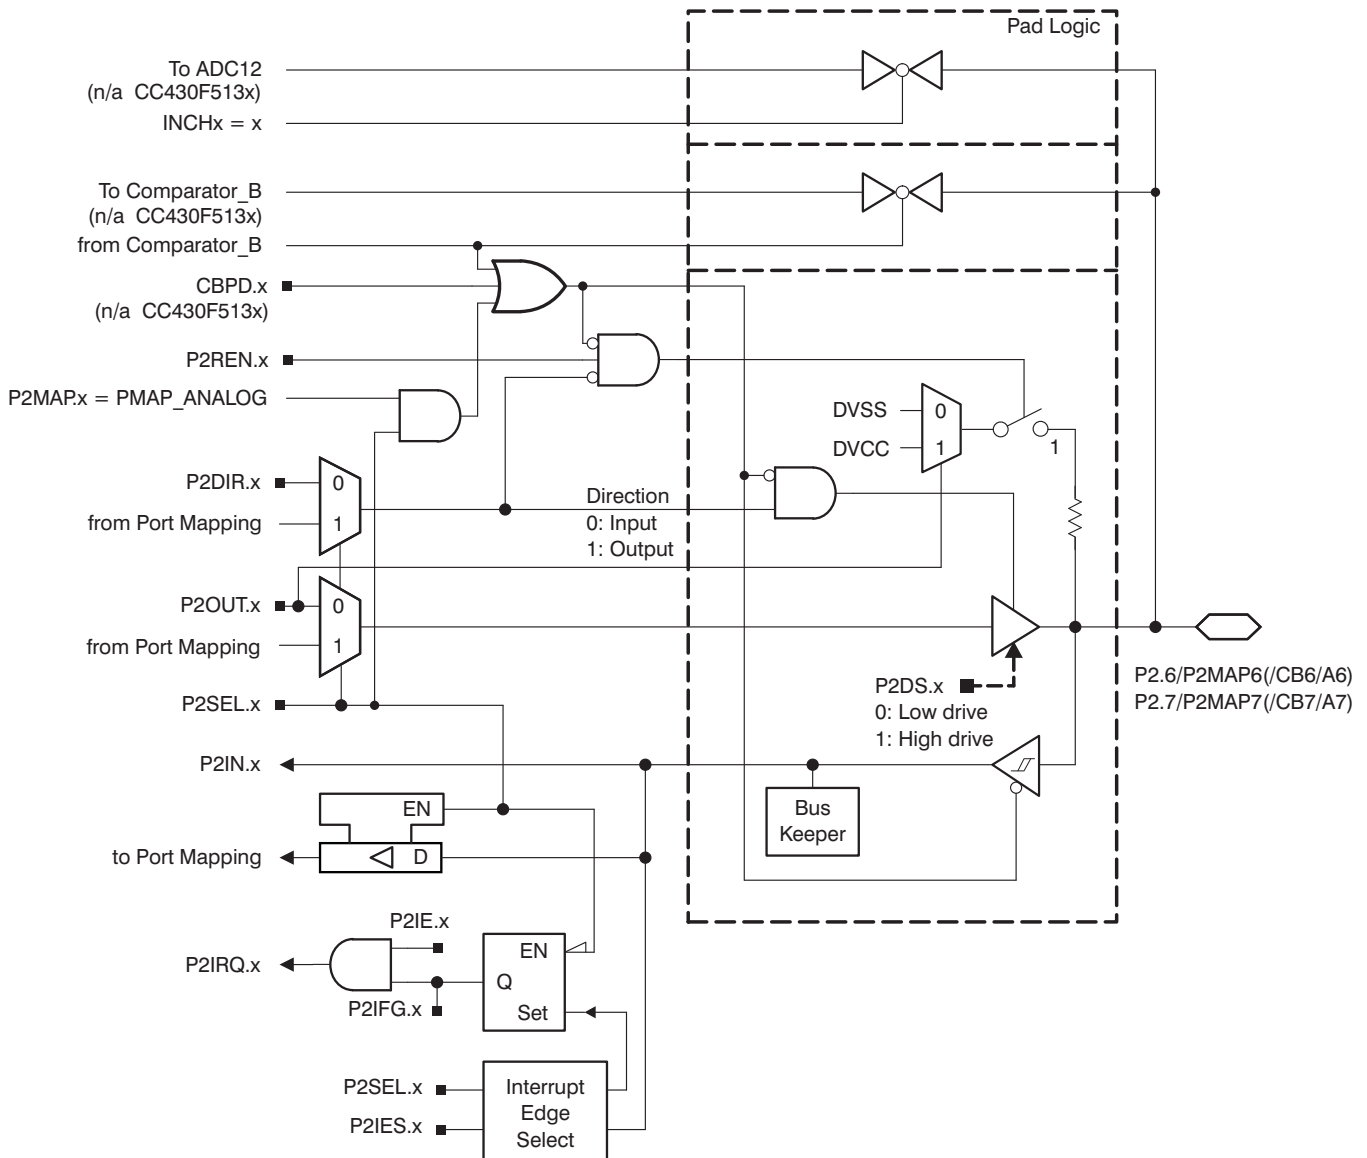 Pad Logic
To ADC12
(n/a CC430F513x)
INCHx = x
To Comparator_B
(n/a CC430F513x)
from Comparator_B
CBPD.x
(n/a CC430F513x)
P2REN.x
P2MAP.x = PMAP_ANALOG
DVSS
0
DVCC
1
1
P2DIR.x
0
from Port Mapping
1
Direction
0: Input
1: Output
P2OUT.x
0
from Port Mapping
1
P2SEL.x
P2DS.x
0: Low drive
1: High drive
P2.6/P2MAP6(/CB6/A6)
P2.7/P2MAP7(/CB7/A7)
P2IN.x
Bus
Keeper
EN
to Port Mapping
D
P2IE.x
P2IRQ.x
EN
Q
P2IFG.x
Set
P2SEL.x
P2IES.x
Interrupt
Edge
Select